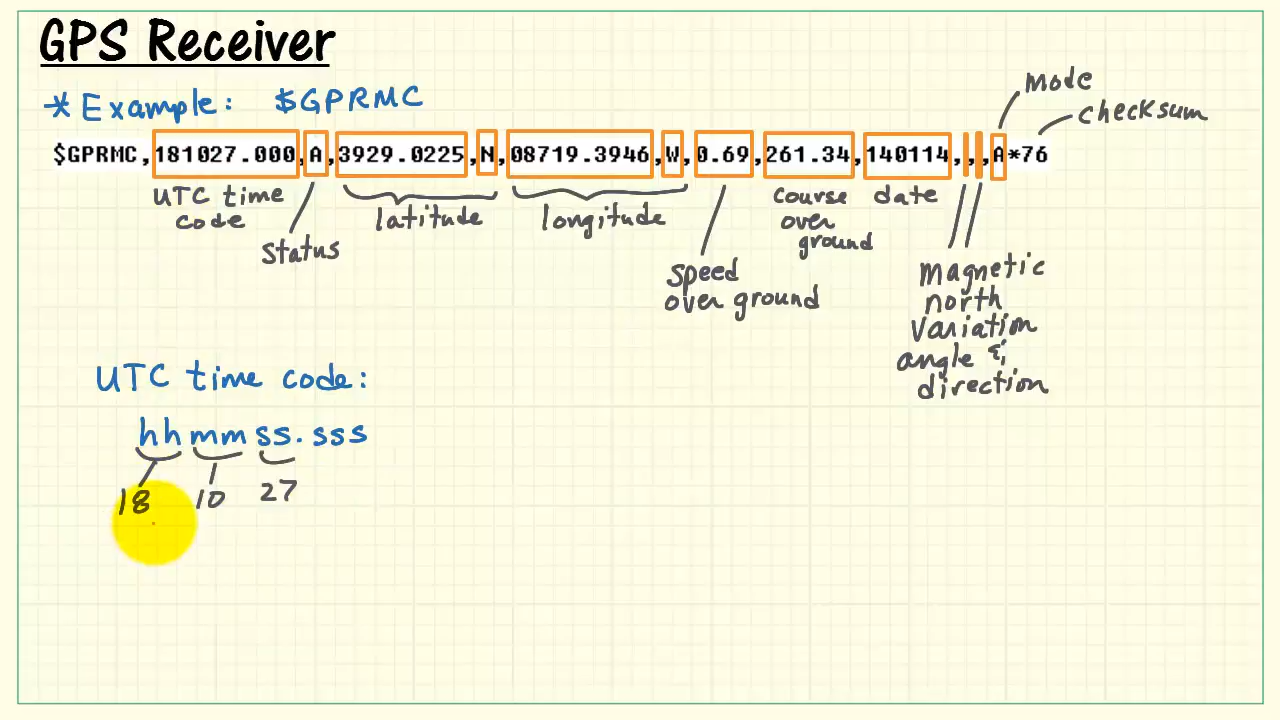 GPS Receiver
* Example: $GPRMC
mode
checksum
$GPRMC,181027.000,A,3929.0225,N,08719.3946,W,0.69,261.34,140114,,,A*76
UTC time code
status
latitude
longitude
speed over ground
course over ground
date
magnetic north variation angle & direction
UTC time code:
hhmmss.sss
18 10 27